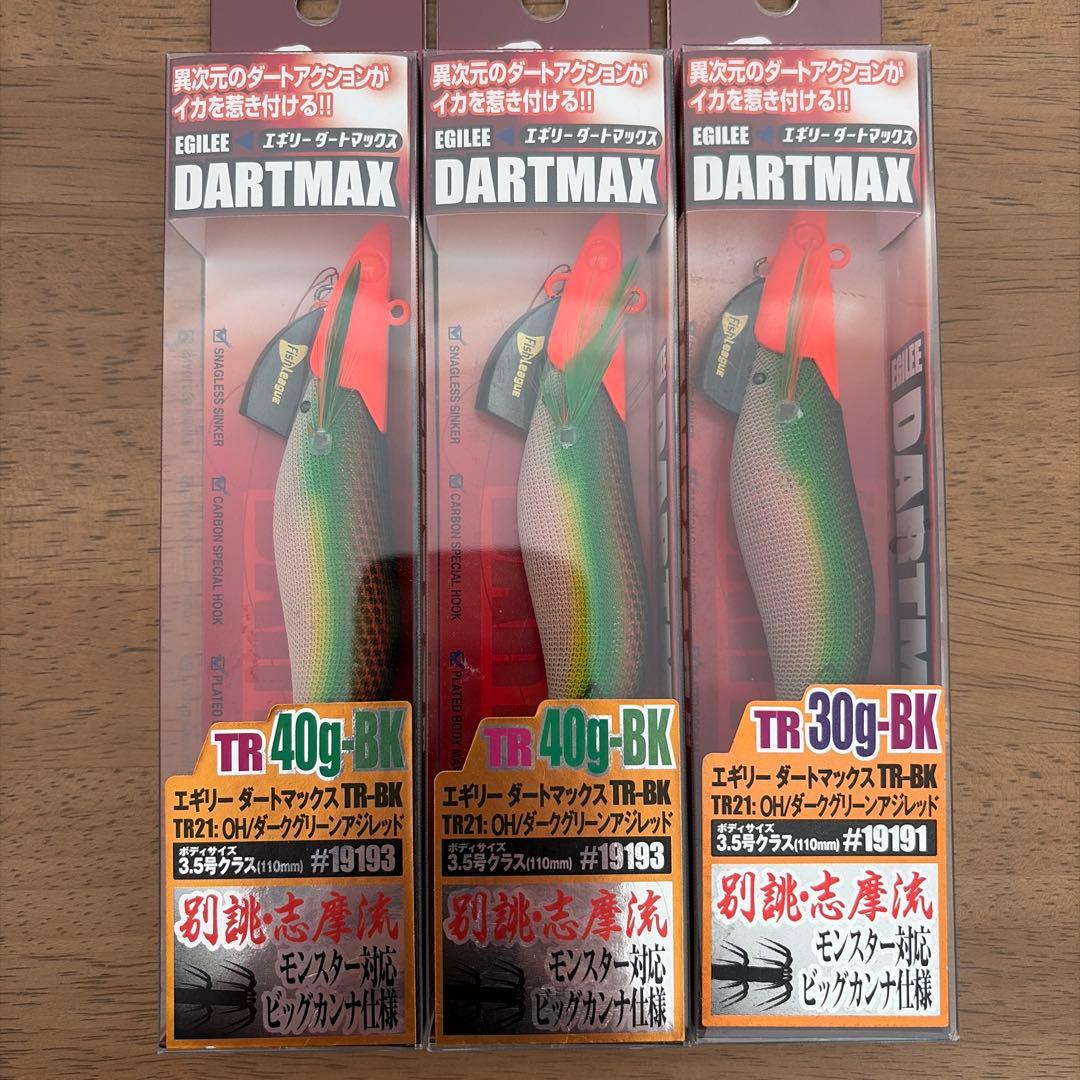 異次元のダートアクションが
イカを惹き付ける!!
EGILEE エギリー ダートマックス
DARTMAX
FishLeague
SNAGLESS SINKER
CARBON SPECIAL HOOK
PLATED BODY
TR 40g-BK
エギリー ダートマックス TR-BK
TR21: OH/ダークグリーンアジレッド
ボディサイズ
3.5号クラス(110mm) #19193
別誂・志摩流
モンスター対応
ビッグカンナ仕様
異次元のダートアクションが
イカを惹き付ける!!
EGILEE エギリー ダートマックス
DARTMAX
FishLeague
SNAGLESS SINKER
CARBON SPECIAL HOOK
PLATED BODY
TR 40g-BK
エギリー ダートマックス TR-BK
TR21: OH/ダークグリーンアジレッド
ボディサイズ
3.5号クラス(110mm) #19193
別誂・志摩流
モンスター対応
ビッグカンナ仕様
異次元のダートアクションが
イカを惹き付ける!!
EGILEE エギリー ダートマックス
DARTMAX
FishLeague
EGILEE
DARTM
TR 30g-BK
エギリー ダートマックス TR-BK
TR21: OH/ダークグリーンアジレッド
ボディサイズ
3.5号クラス(110mm) #19191
別誂・志摩流
モンスター対応
ビッグカンナ仕様